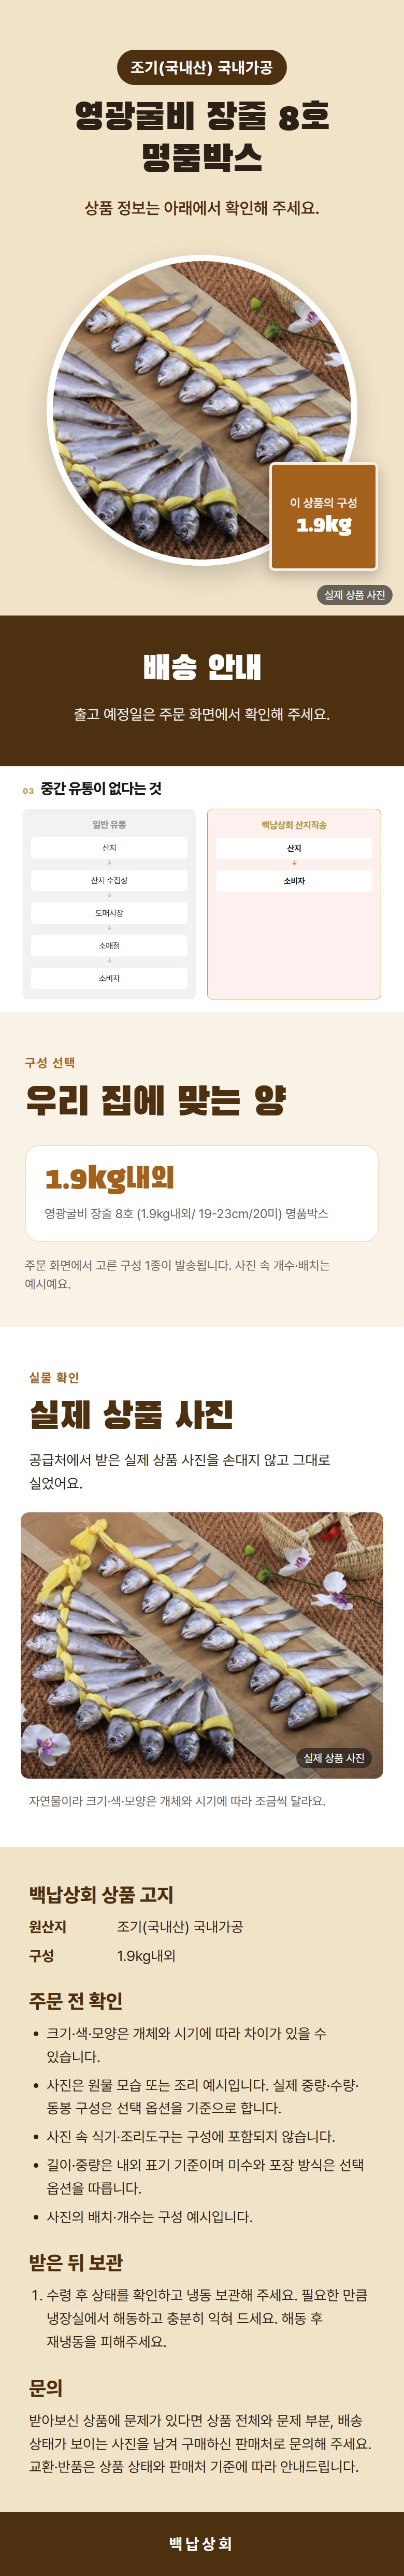 조기(국내산) 국내가공
영광굴비 장줄 8호
명품박스
상품 정보는 아래에서 확인해 주세요.
이 상품의 구성
1.9kg
실제 상품 사진
배송 안내
출고 예정일은 주문 화면에서 확인해 주세요.
03 중간 유통이 없다는 것
일반 유통
산지
↓
산지 수집상
↓
도매시장
↓
소매점
↓
소비자
백납상회 산지직송
산지
↓
소비자
구성 선택
우리 집에 맞는 양
1.9kg내외
영광굴비 장줄 8호 (1.9kg내외/ 19-23cm/20미) 명품박스
주문 화면에서 고른 구성 1종이 발송됩니다. 사진 속 개수·배치는
예시예요.
실물 확인
실제 상품 사진
공급처에서 받은 실제 상품 사진을 손대지 않고 그대로
실었어요.
실제 상품 사진
자연물이라 크기·색·모양은 개체와 시기에 따라 조금씩 달라요.
백납상회 상품 고지
원산지 조기(국내산) 국내가공
구성 1.9kg내외
주문 전 확인
• 크기·색·모양은 개체와 시기에 따라 차이가 있을 수
있습니다.
• 사진은 원물 모습 또는 조리 예시입니다. 실제 중량·수량·
동봉 구성은 선택 옵션을 기준으로 합니다.
• 사진 속 식기·조리도구는 구성에 포함되지 않습니다.
• 길이·중량은 내외 표기 기준이며 미수와 포장 방식은 선택
옵션을 따릅니다.
• 사진의 배치·개수는 구성 예시입니다.
받은 뒤 보관
1. 수령 후 상태를 확인하고 냉동 보관해 주세요. 필요한 만큼
냉장실에서 해동하고 충분히 익혀 드세요. 해동 후
재냉동을 피해주세요.
문의
받아보신 상품에 문제가 있다면 상품 전체와 문제 부분, 배송
상태가 보이는 사진을 남겨 구매하신 판매처로 문의해 주세요.
교환·반품은 상품 상태와 판매처 기준에 따라 안내드립니다.
백납상회